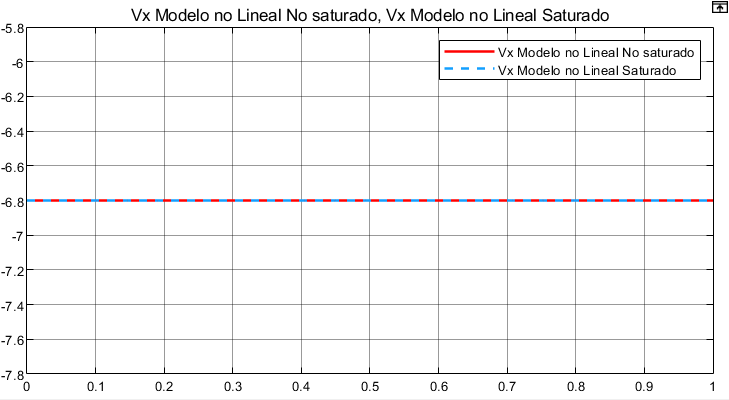 Vx Modelo no Lineal No saturado, Vx Modelo no Lineal Saturado
Vx Modelo no Lineal No saturado
Vx Modelo no Lineal Saturado
-5.8
-6
-6.2
-6.4
-6.6
-6.8
-7
-7.2
-7.4
-7.6
-7.8
0 0.1 0.2 0.3 0.4 0.5 0.6 0.7 0.8 0.9 1